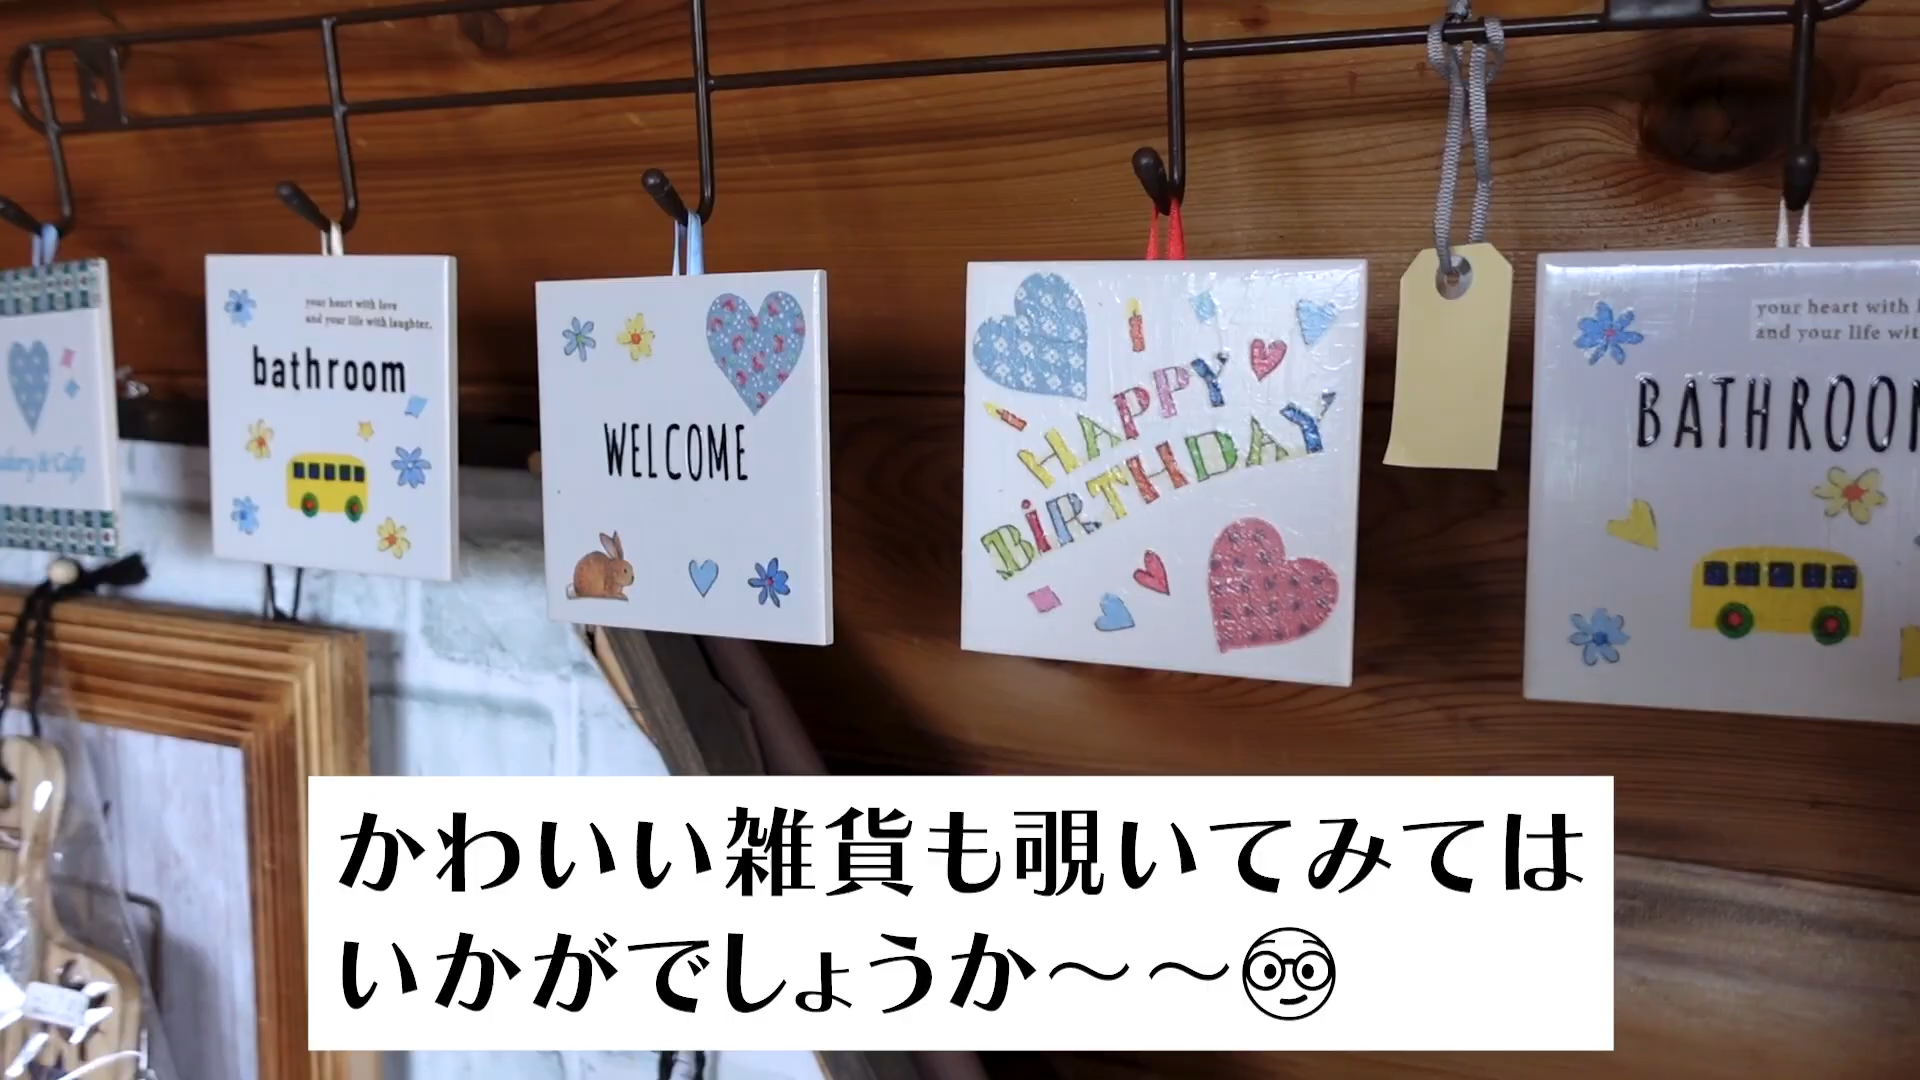 your heart with love
and your life with laughter.
bathroom
WELCOME
HAPPY
BiRTHDAY
your heart with
and your life
BATHROO
かわいい雑貨も覗いてみては
いかがでしょうか〜〜🤓